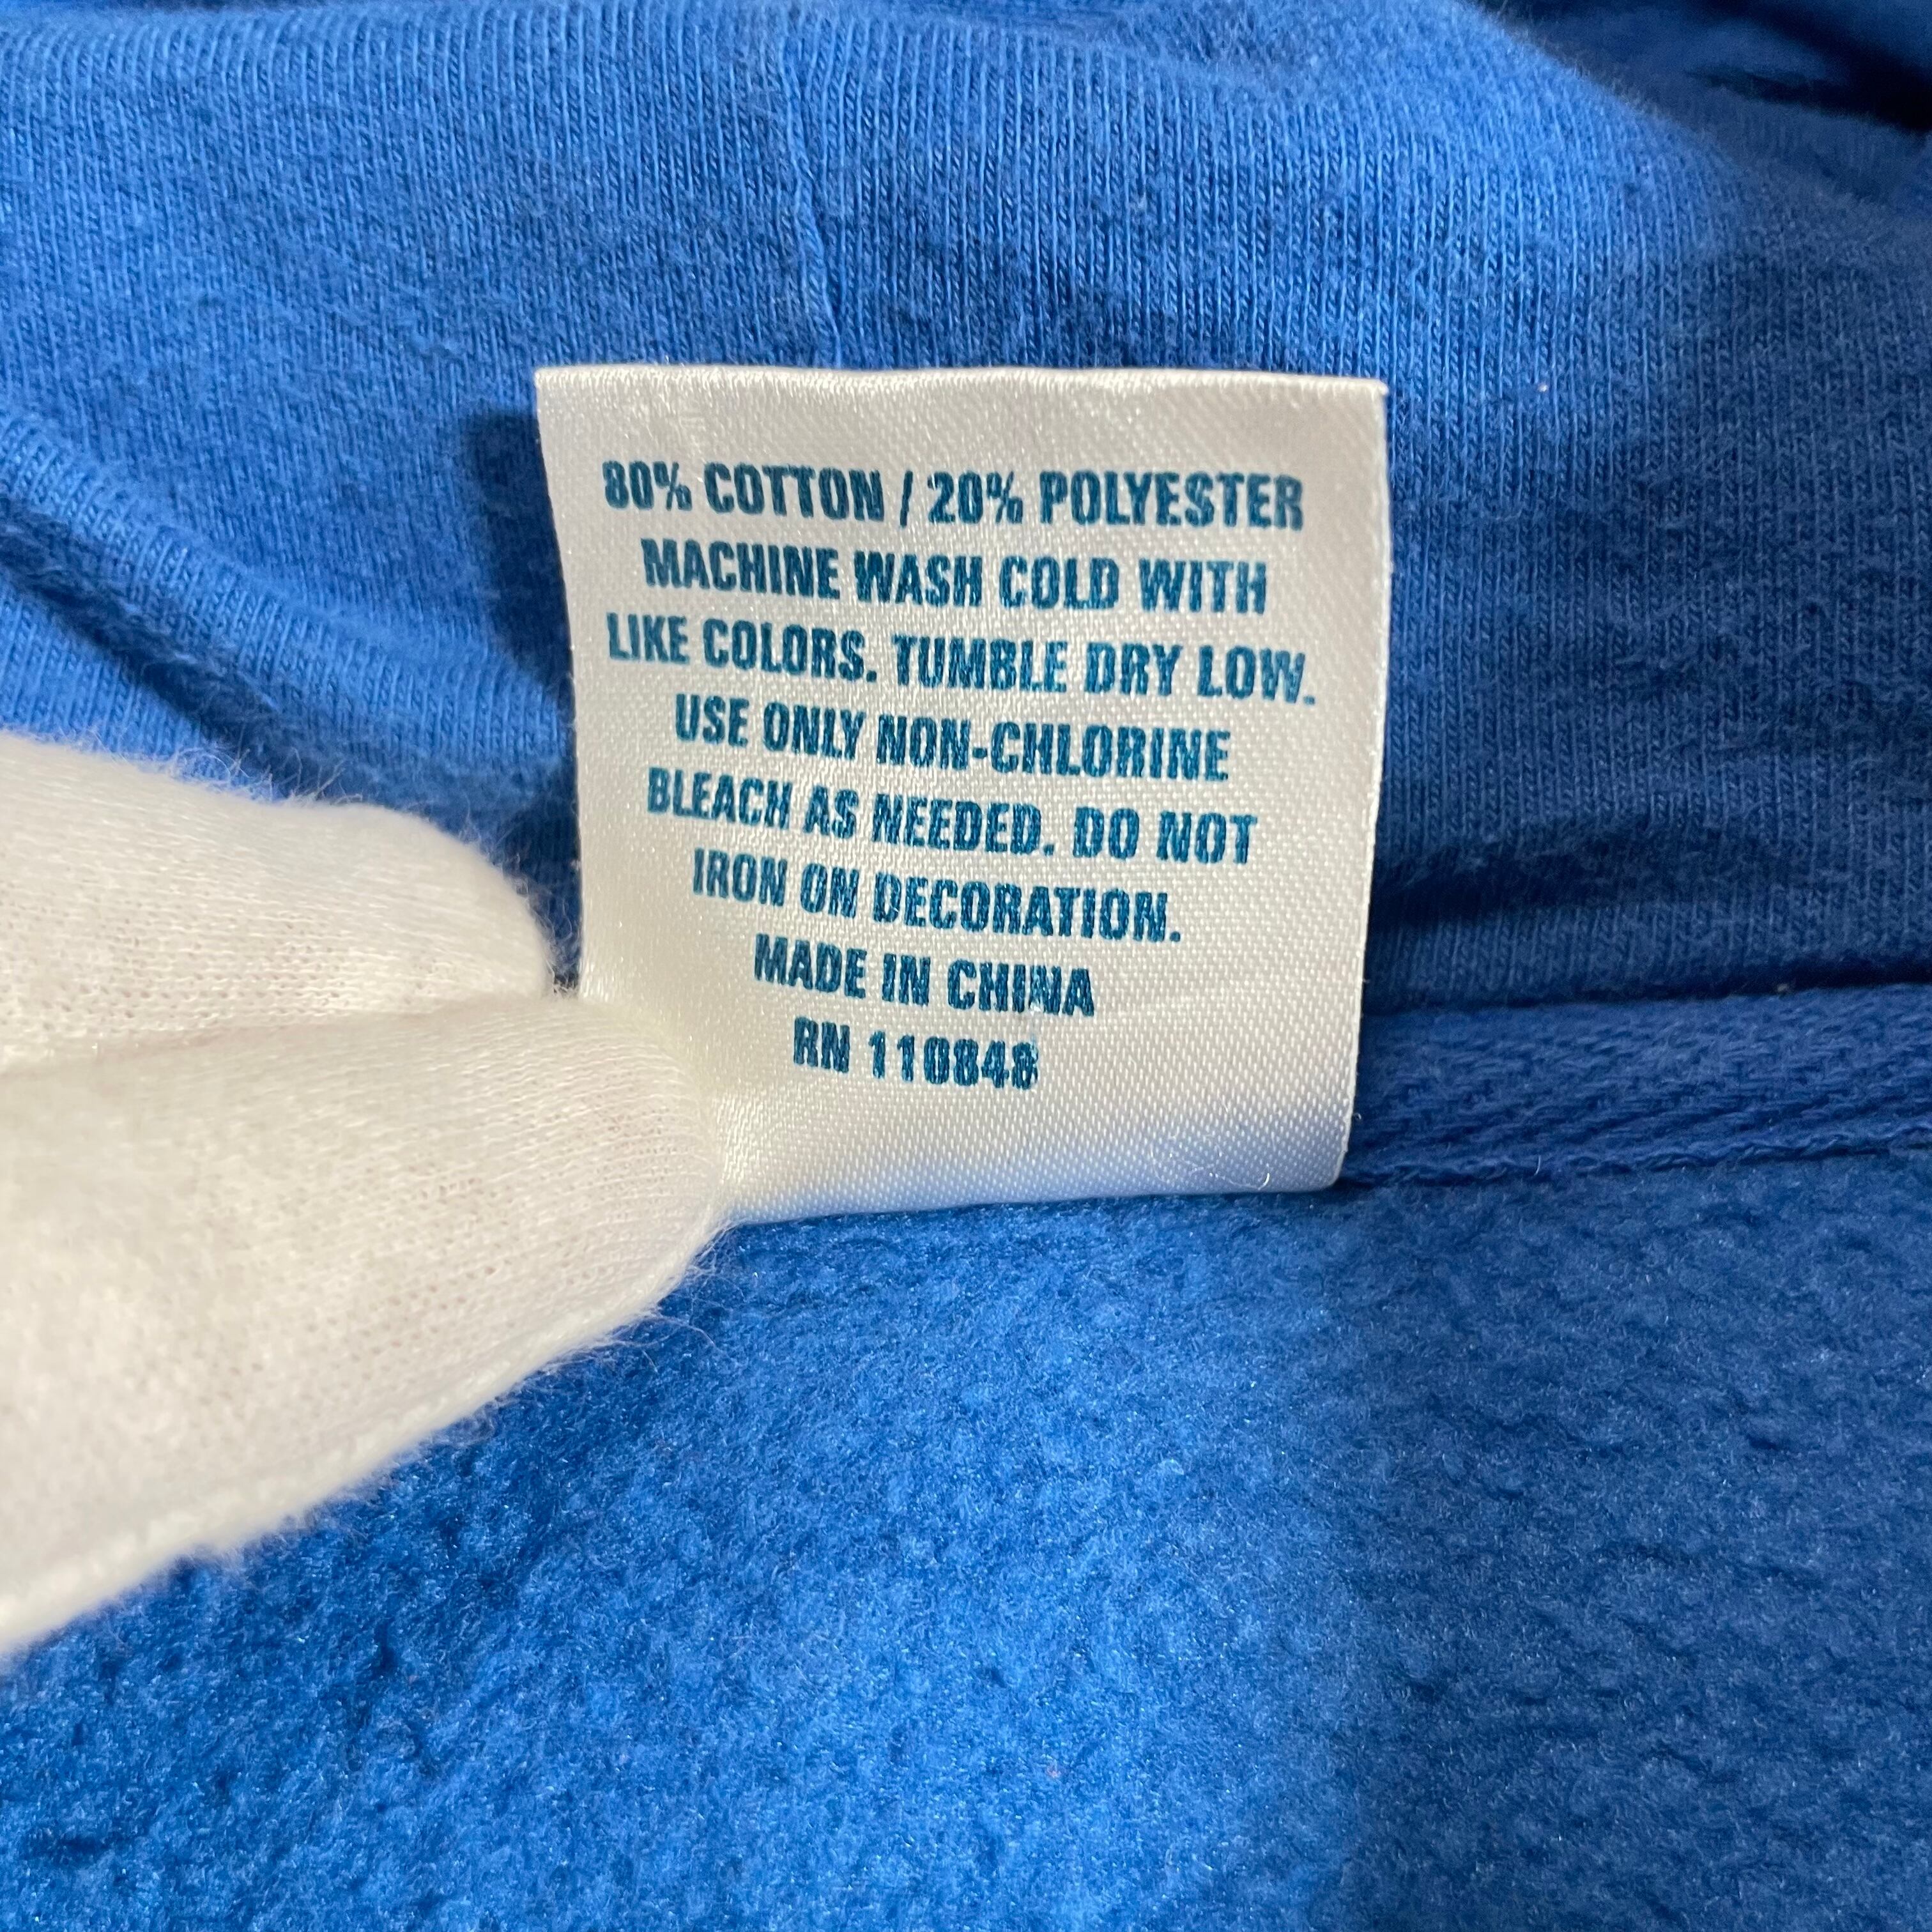 80% COTTON / 20% POLYESTER
MACHINE WASH COLD WITH
LIKE COLORS. TUMBLE DRY LOW.
USE ONLY NON-CHLORINE
BLEACH AS NEEDED. DO NOT
IRON ON DECORATION.
MADE IN CHINA
RN 110848